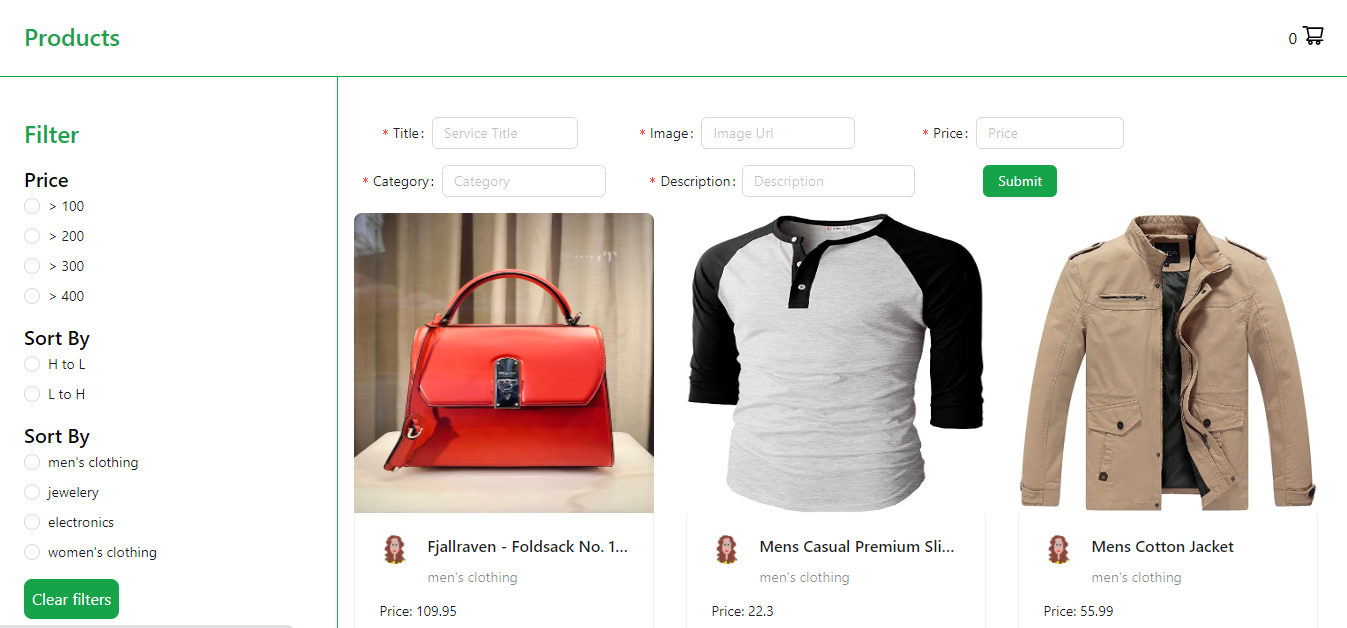 Products
0
Filter
Price
> 100
> 200
> 300
> 400
Sort By
H to L
L to H
Sort By
men's clothing
jewelery
electronics
women's clothing
Clear filters
* Title: Service Title
* Image: Image Url
* Price: Price
* Category: Category
* Description: Description
Submit
Fjallraven - Foldsack No. 1...
men's clothing
Price: 109.95
Mens Casual Premium Sli...
men's clothing
Price: 22.3
Mens Cotton Jacket
men's clothing
Price: 55.99